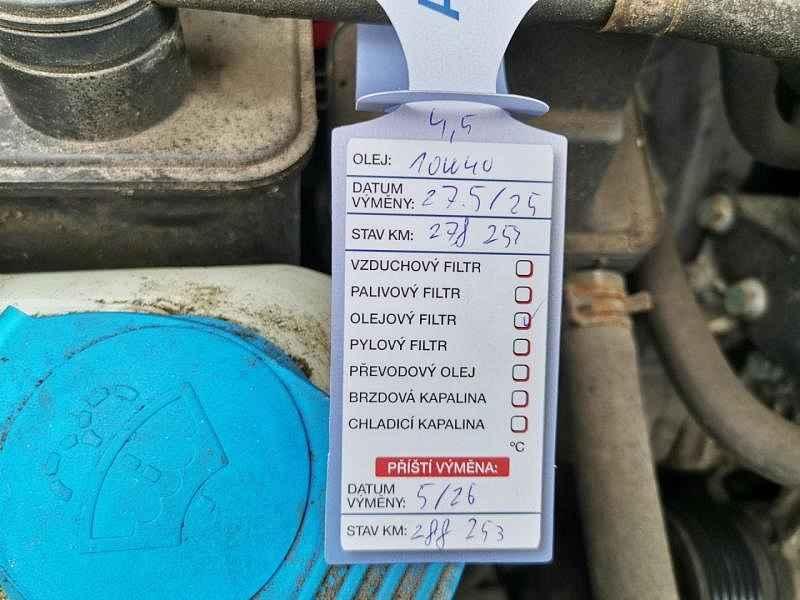 4,5
OLEJ: 10W40
DATUM VÝMĚNY: 27.5/25
STAV KM: 278 253
VZDUCHOVÝ FILTR
PALIVOVÝ FILTR
OLEJOVÝ FILTR
PYLOVÝ FILTR
PŘEVODOVÝ OLEJ
BRZDOVÁ KAPALINA
CHLADICÍ KAPALINA
°C
PŘÍŠTÍ VÝMĚNA:
DATUM VÝMĚNY: 5/26
STAV KM: 288 253